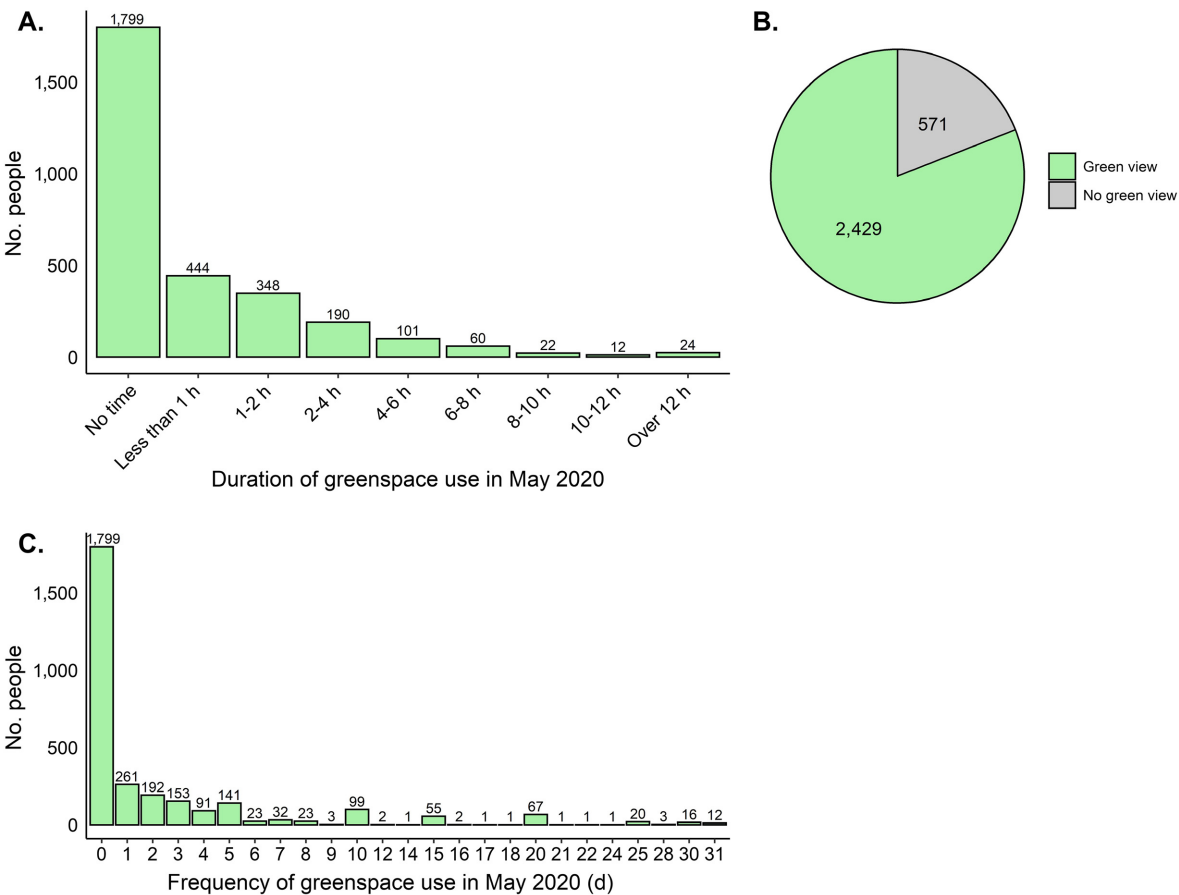 A.
1,799
444
348
190
101
60
22
12
24
1,500
1,000
500
0
No. people
No time
Less than 1 h
1-2 h
2-4 h
4-6 h
6-8 h
8-10 h
10-12 h
Over 12 h
Duration of greenspace use in May 2020
B.
571
2,429
Green view
No green view
C.
1,799
261 192 153 91 141 23 32 23 3 99 2 1 55 2 1 1 67 1 1 1 20 3 16 12
1,500
1,000
500
0
No. people
0 1 2 3 4 5 6 7 8 9 10 12 14 15 16 17 18 20 21 22 24 25 28 30 31
Frequency of greenspace use in May 2020 (d)